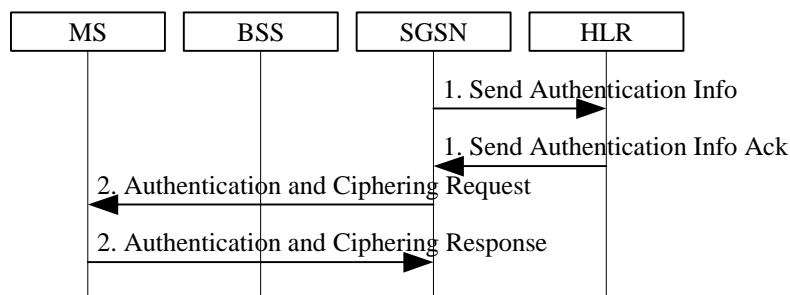 MS BSS SGSN HLR
1. Send Authentication Info
1. Send Authentication Info Ack
2. Authentication and Ciphering Request
2. Authentication and Ciphering Response